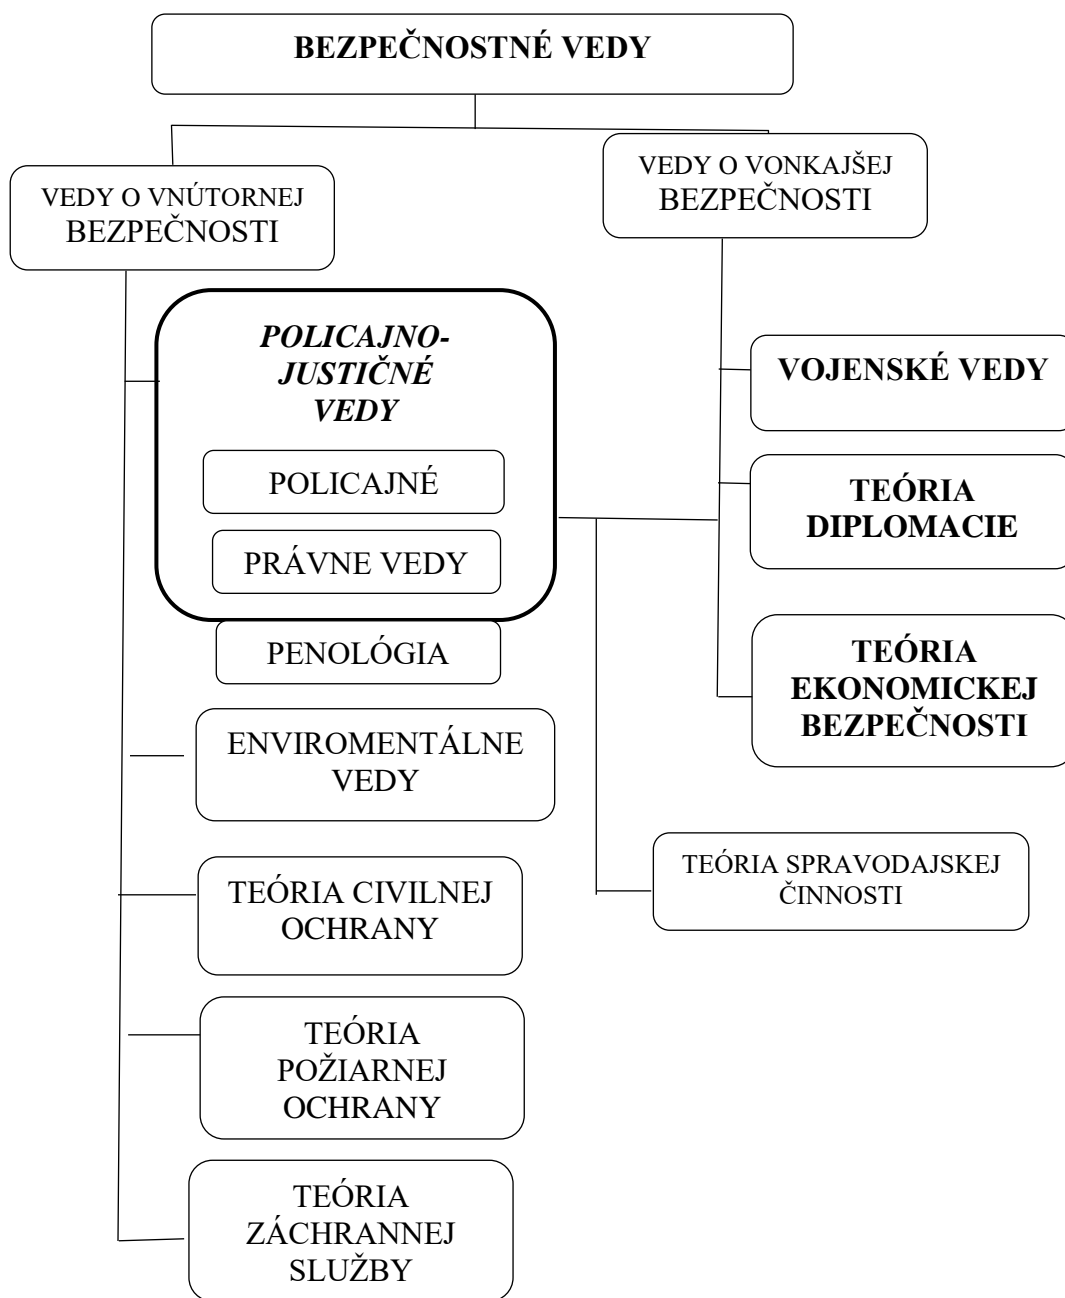 BEZPEČNOSTNÉ VEDY
VEDY O VNÚTORNEJ
BEZPEČNOSTI
VEDY O VONKAJŠEJ
BEZPEČNOSTI
POLICAJNO-
JUSTIČNÉ
VEDY
POLICAJNÉ
PRÁVNE VEDY
PENOLÓGIA
ENVIROMENTÁLNE
VEDY
TEÓRIA CIVILNEJ
OCHRANY
TEÓRIA
POŽIARNEJ
OCHRANY
TEÓRIA
ZÁCHRANNEJ
SLUŽBY
VOJENSKÉ VEDY
TEÓRIA
DIPLOMACIE
TEÓRIA
EKONOMICKEJ
BEZPEČNOSTI
TEÓRIA SPRAVODAJSKEJ
ČINNOSTI